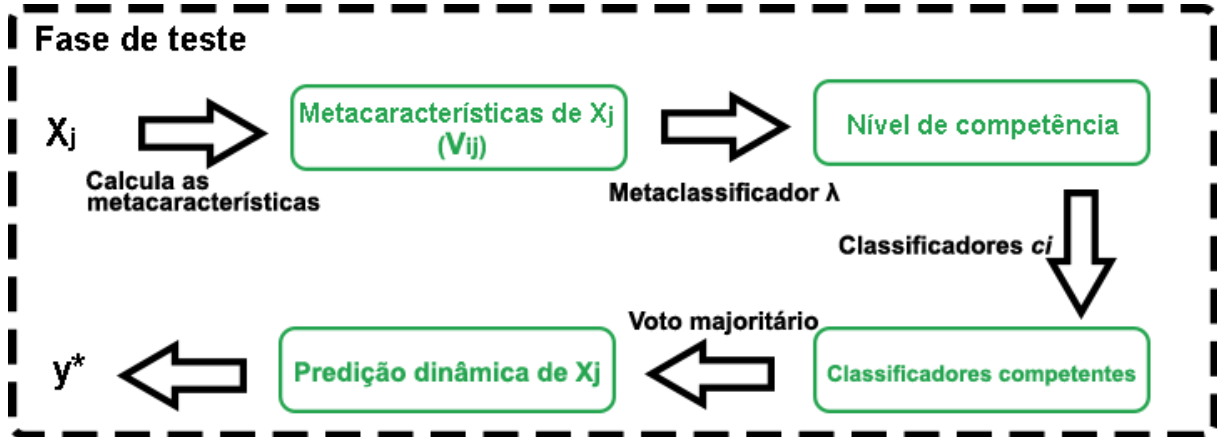 Fase de teste
Xj
Calcula as
metacaracterísticas
Metacaracterísticas de Xj
(Vij)
Metaclassificador λ
Nível de competência
Classificadores ci
Classificadores competentes
Voto majoritário
Predição dinâmica de Xj
y*